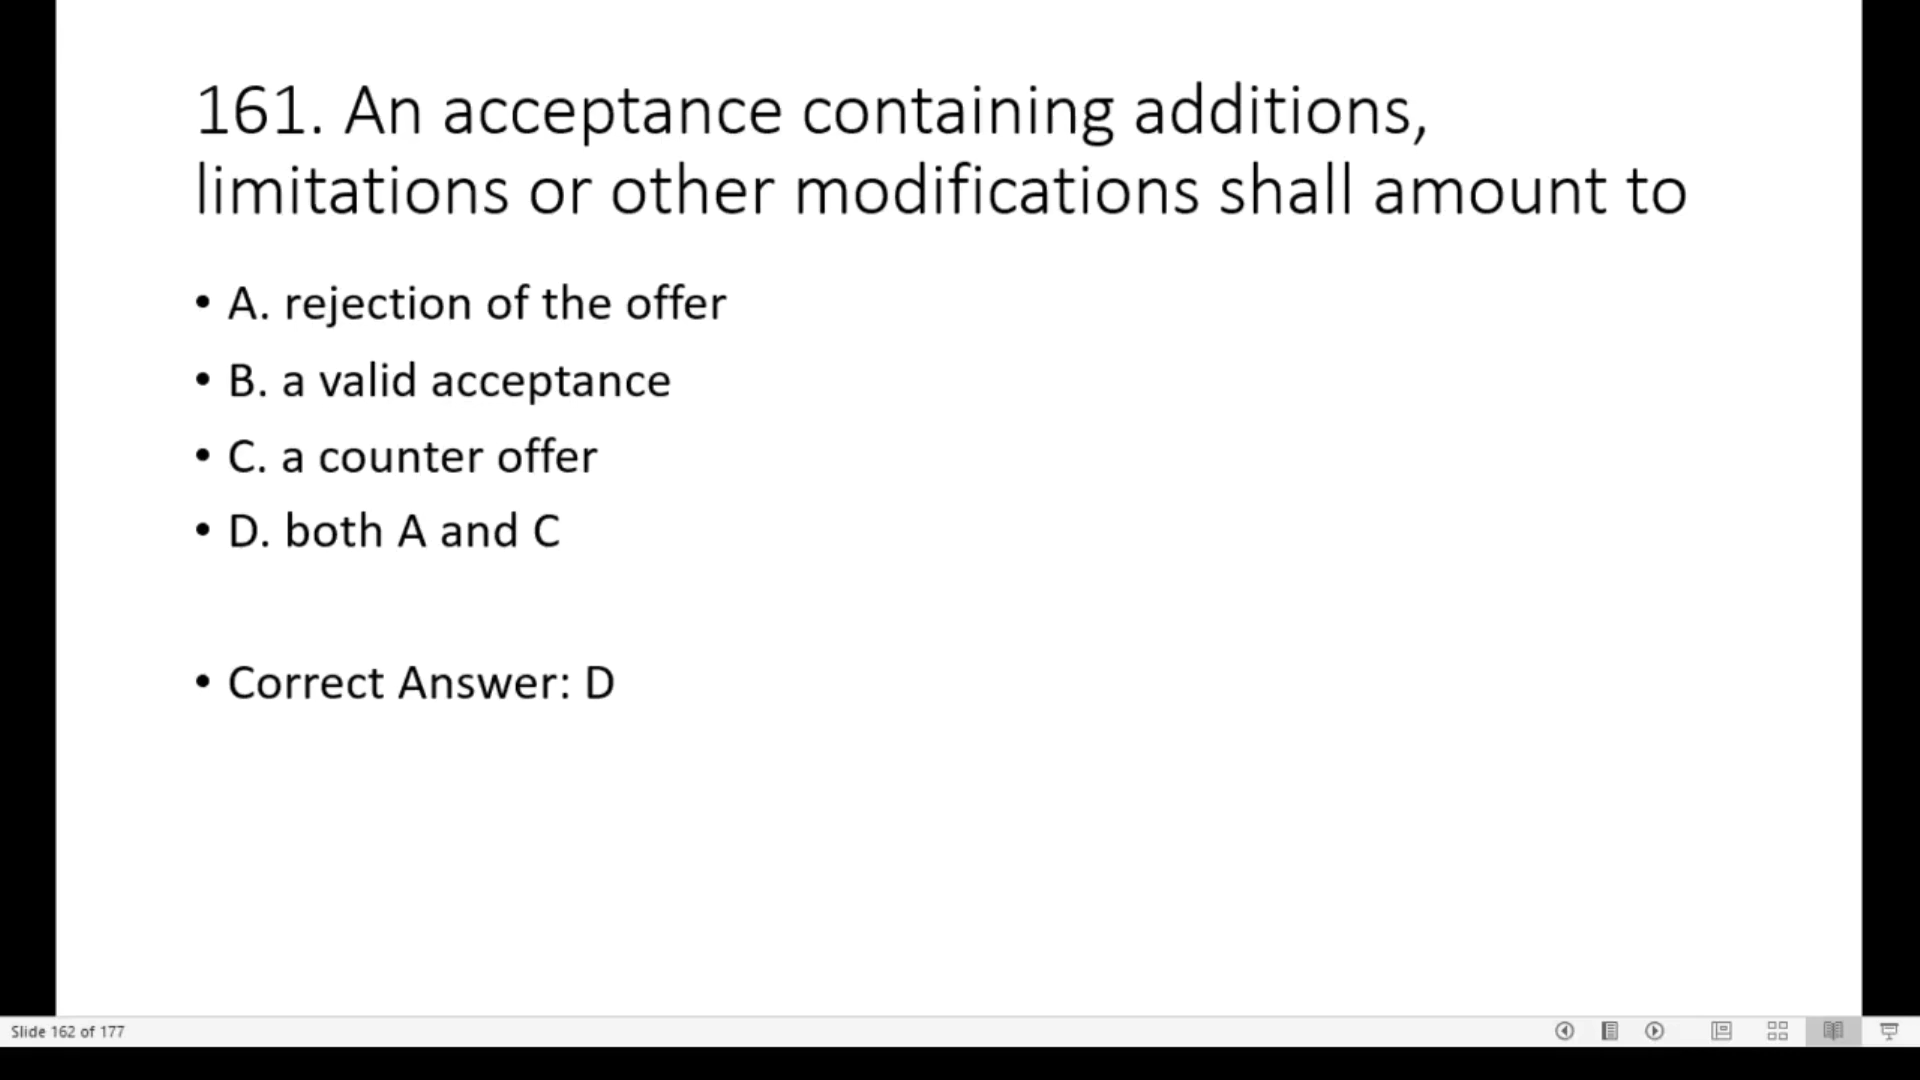 161. An acceptance containing additions,
limitations or other modifications shall amount to
• A. rejection of the offer
• B. a valid acceptance
• C. a counter offer
• D. both A and C
• Correct Answer: D
Slide 162 of 177